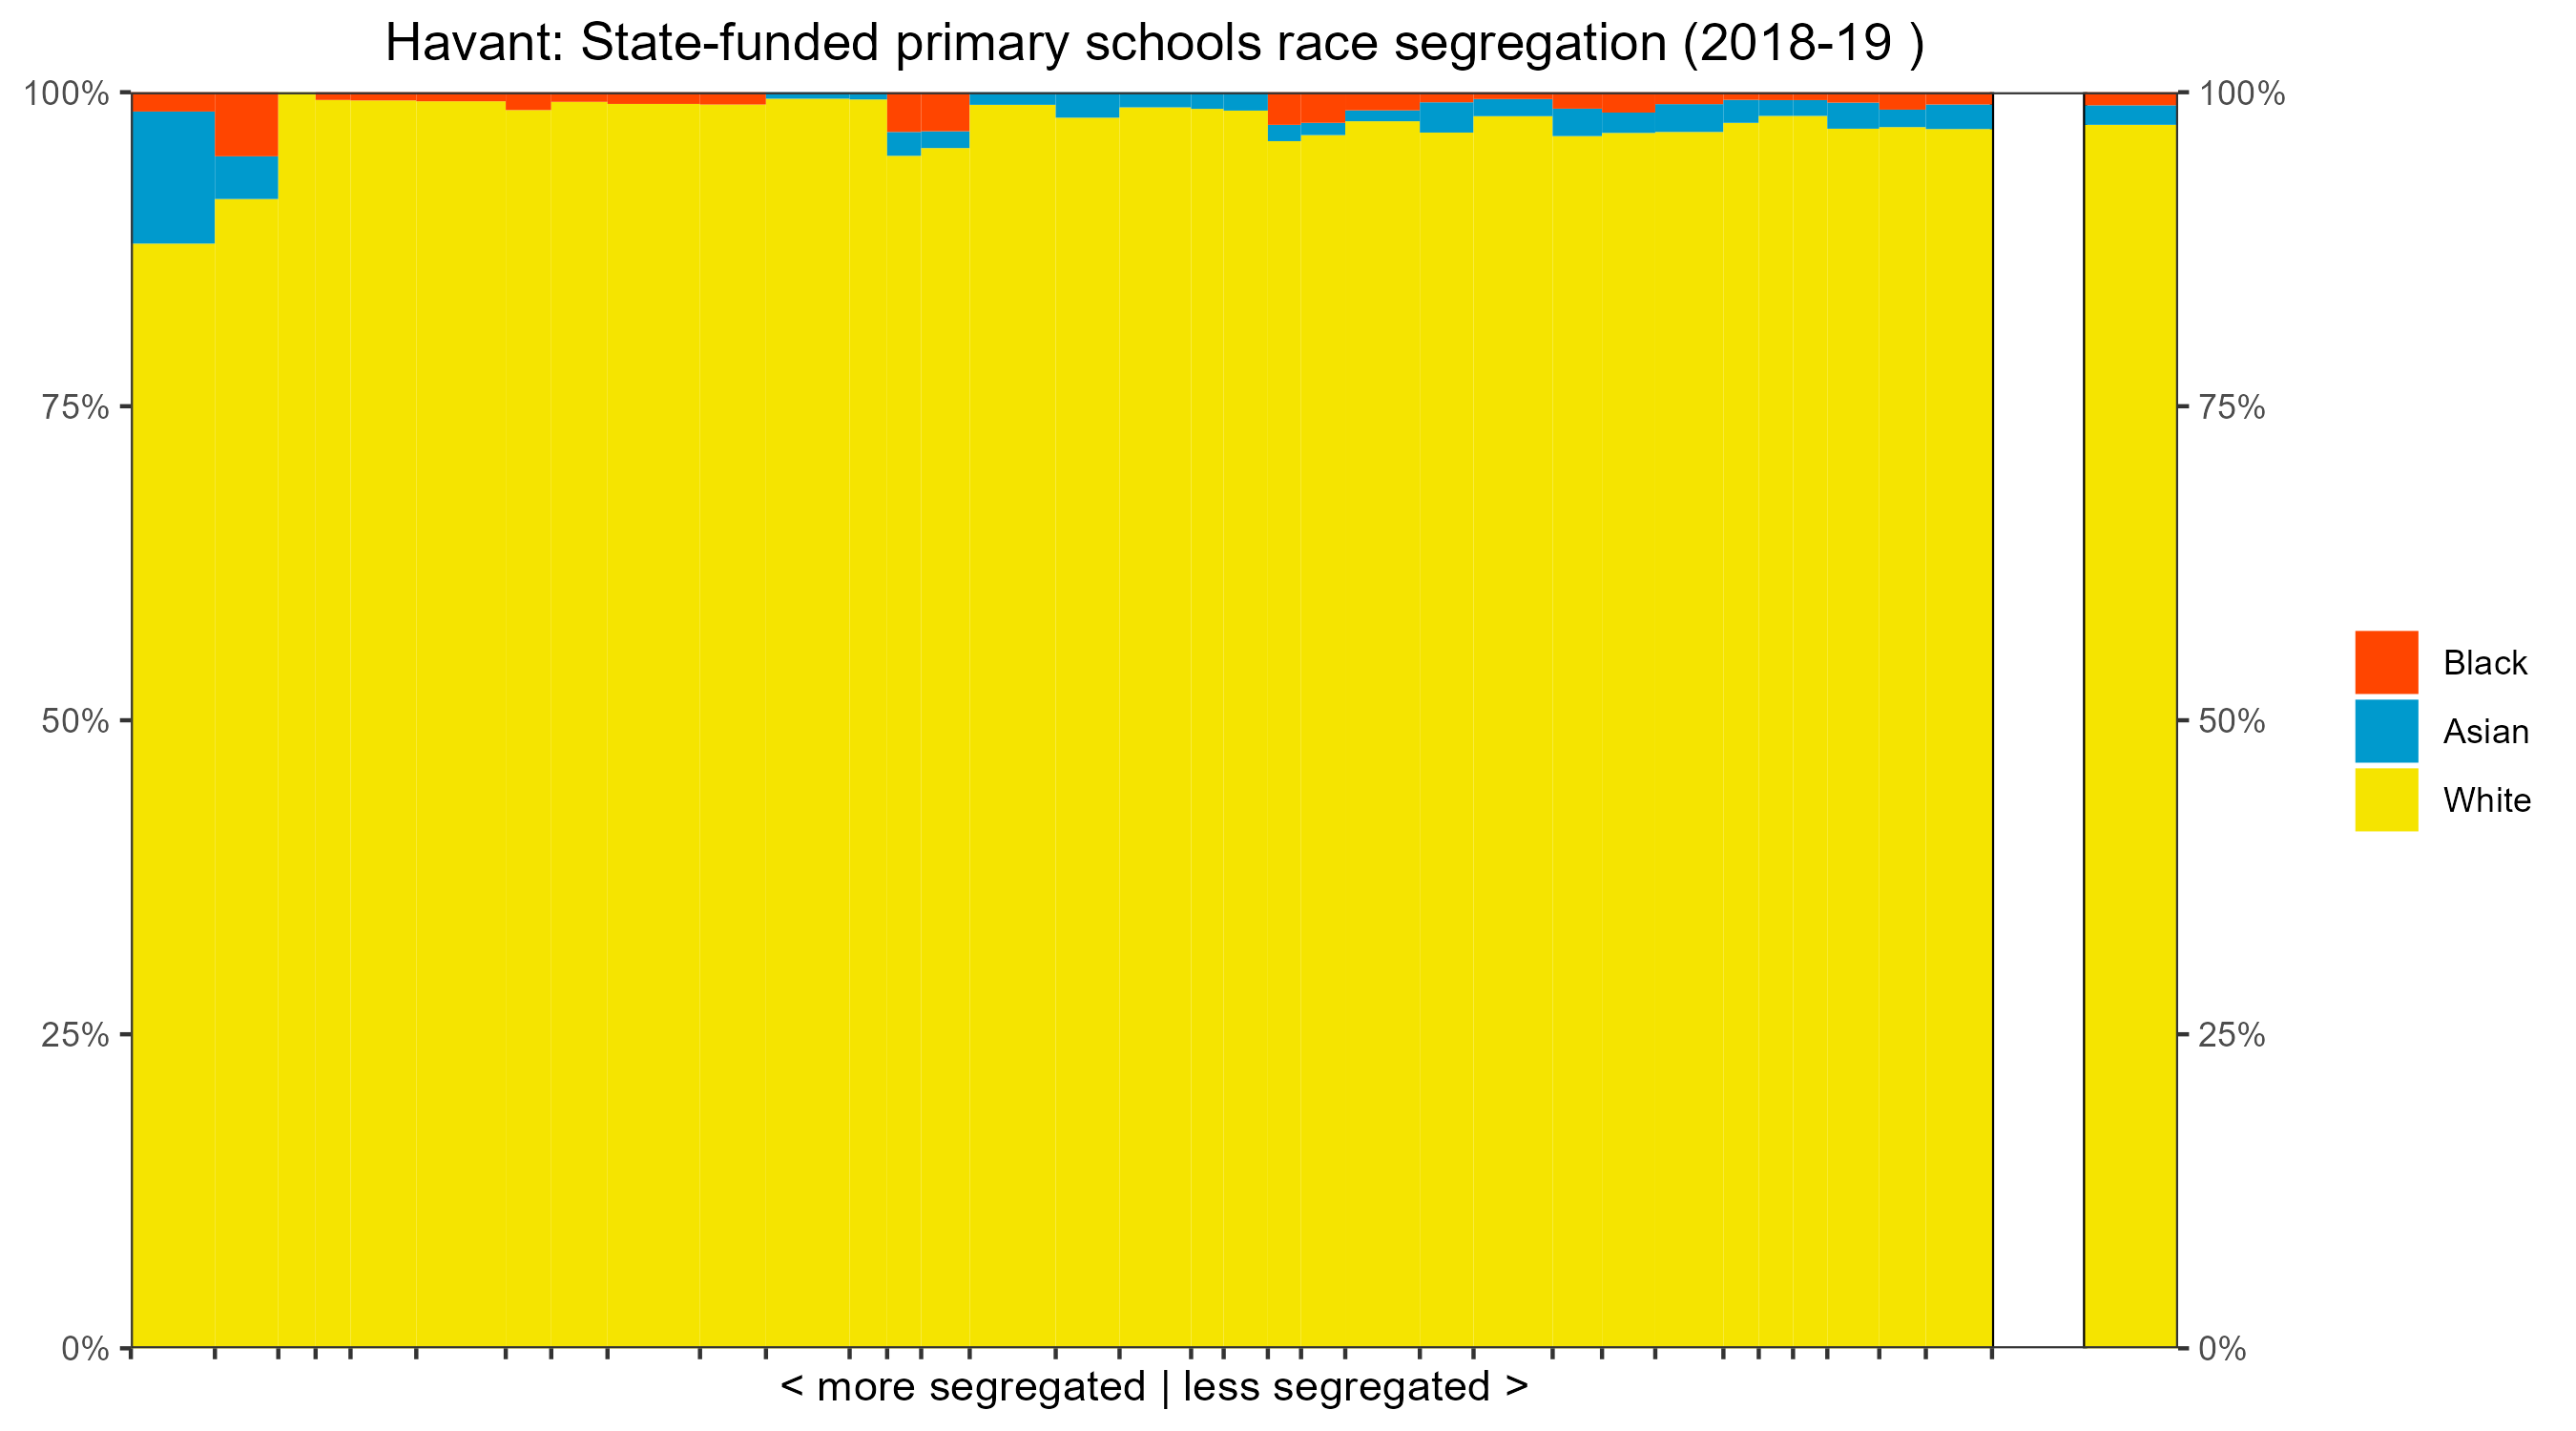 Havant: State-funded primary schools race segregation (2018-19 )
100%
75%
50%
25%
0%
100%
75%
50%
25%
0%
Black
Asian
White
< more segregated | less segregated >